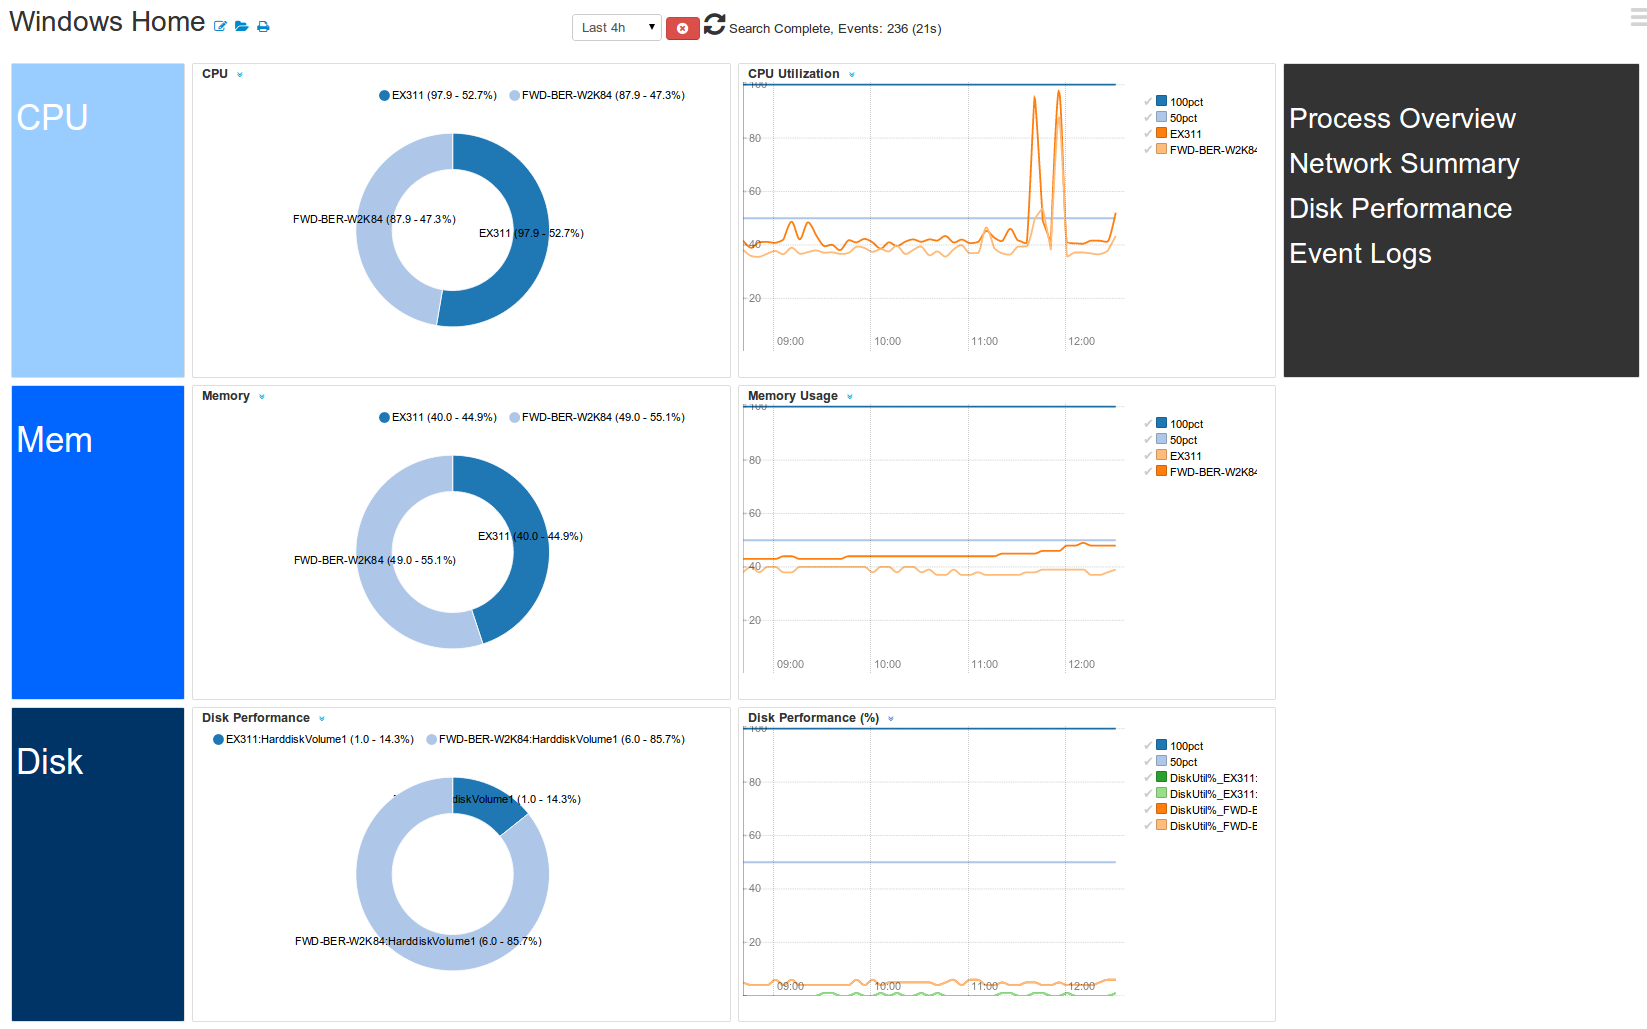 Windows Home
Last 4h
Search Complete, Events: 236 (21s)
CPU
CPU
EX311 (97.9 - 52.7%)
FWD-BER-W2K84 (87.9 - 47.3%)
FWD-BER-W2K84 (87.9 - 47.3%)
EX311 (97.9 - 52.7%)
CPU Utilization
100
80
60
40
20
09:00
10:00
11:00
12:00
100pct
50pct
EX311
FWD-BER-W2K84
Process Overview
Network Summary
Disk Performance
Event Logs
Mem
Memory
EX311 (40.0 - 44.9%)
FWD-BER-W2K84 (49.0 - 55.1%)
EX311 (40.0 - 44.9%)
FWD-BER-W2K84 (49.0 - 55.1%)
Memory Usage
100
80
60
40
20
09:00
10:00
11:00
12:00
100pct
50pct
EX311
FWD-BER-W2K84
Disk
Disk Performance
EX311:HarddiskVolume1 (1.0 - 14.3%)
FWD-BER-W2K84:HarddiskVolume1 (6.0 - 85.7%)
diskVolume1 (1.0 - 14.3%)
FWD-BER-W2K84:HarddiskVolume1 (6.0 - 85.7%)
Disk Performance (%)
100
80
60
40
20
09:00
10:00
11:00
12:00
100pct
50pct
DiskUtil%_EX311:
DiskUtil%_EX311:
DiskUtil%_FWD-E
DiskUtil%_FWD-E